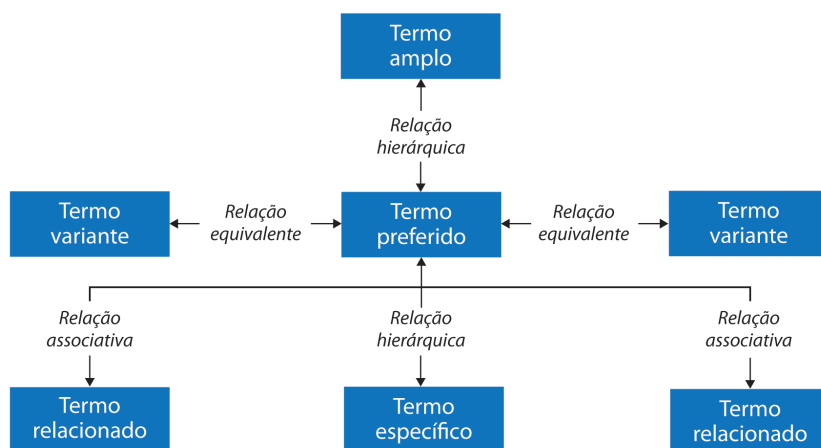 Termo
amplo
Relação
hierárquica
Termo
variante
Relação
equivalente
Termo
preferido
Relação
equivalente
Termo
variante
Relação
associativa
Relação
hierárquica
Relação
associativa
Termo
relacionado
Termo
específico
Termo
relacionado